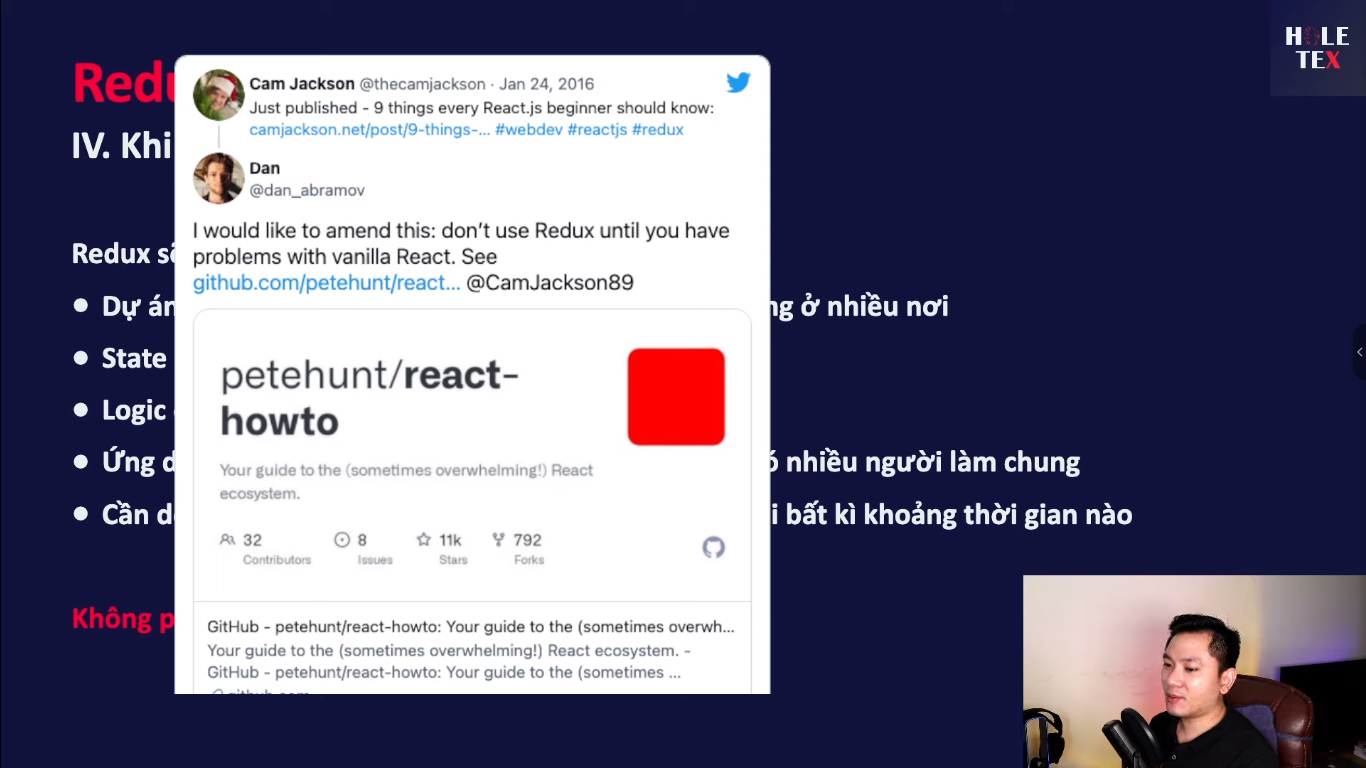 HOLE
TEX
Redu
IV. Khi
Cam Jackson @thecamjackson · Jan 24, 2016
Just published - 9 things every React.js beginner should know:
camjackson.net/post/9-things-... #webdev #reactjs #redux
Dan
@dan_abramov
I would like to amend this: don't use Redux until you have
problems with vanilla React. See
github.com/petehunt/react... @CamJackson89
petehunt/react-
howto
Your guide to the (sometimes overwhelming!) React
ecosystem.
32
Contributors
8
Issues
11k
Stars
792
Forks
GitHub - petehunt/react-howto: Your guide to the (sometimes overwh...
Your guide to the (sometimes overwhelming!) React ecosystem. -
GitHub - petehunt/react-howto: Your guide to the (sometimes ...
Redux
● Dự án ở nhiều nơi
● State
● Logic
● Ứng nhiều người làm chung
● Cần bất kì khoảng thời gian nào
Không